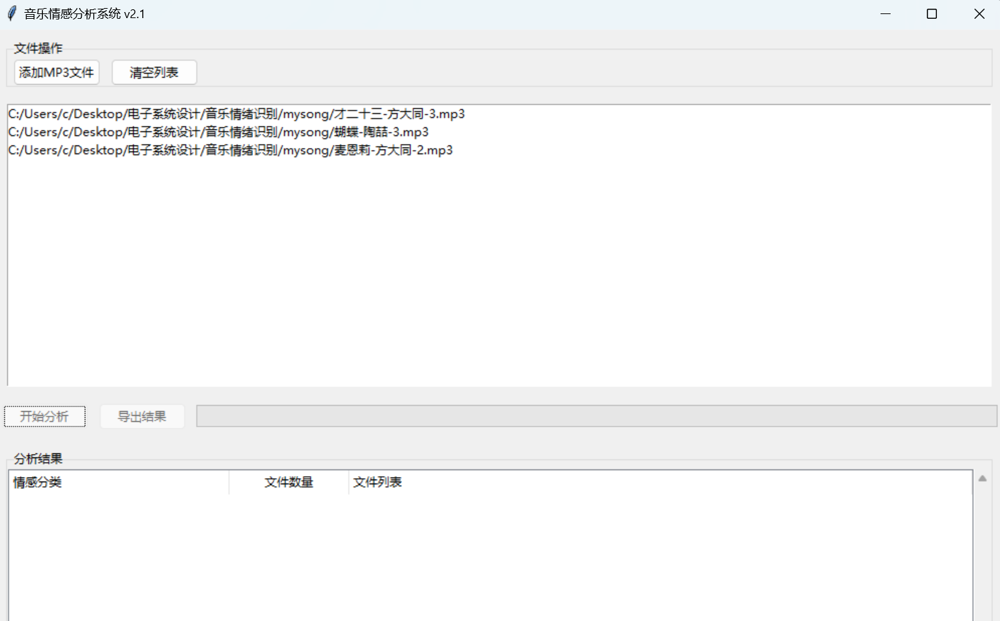 音乐情感分析系统 v2.1
文件操作
添加MP3文件 清空列表
C:/Users/c/Desktop/电子系统设计/音乐情绪识别/mysong/才二十三-方大同-3.mp3
C:/Users/c/Desktop/电子系统设计/音乐情绪识别/mysong/蝴蝶-陶喆-3.mp3
C:/Users/c/Desktop/电子系统设计/音乐情绪识别/mysong/麦恩莉-方大同-2.mp3
开始分析 导出结果
分析结果
情感分类 文件数量 文件列表